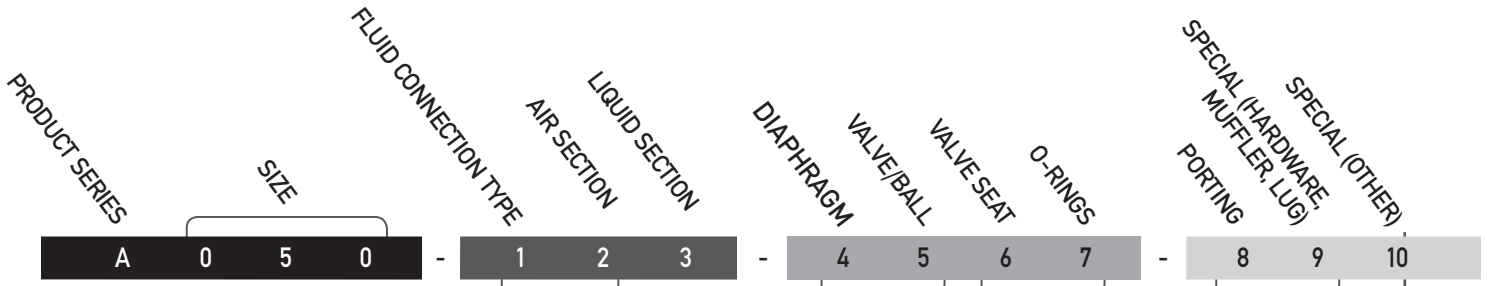 PRODUCT SERIES
SIZE
FLUID CONNECTION TYPE
AIR SECTION
LIQUID SECTION
DIAPHRAGM
VALVE/BALL
VALVE SEAT
O-RINGS
PORTING
SPECIAL (HARDWARE,
MUFFLER, LUG)
SPECIAL (OTHER)
A 0 5 0 - 1 2 3 - 4 5 6 7 - 8 9 10